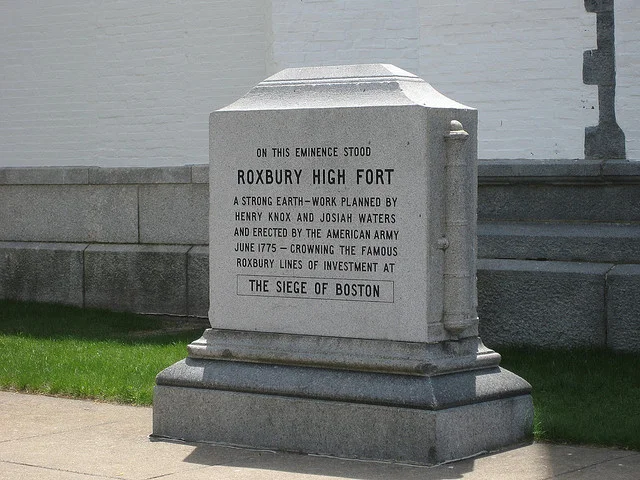 ON THIS EMINENCE STOOD
ROXBURY HIGH FORT
A STRONG EARTH-WORK PLANNED BY
HENRY KNOX AND JOSIAH WATERS
AND ERECTED BY THE AMERICAN ARMY
JUNE 1775 – CROWNING THE FAMOUS
ROXBURY LINES OF INVESTMENT AT
THE SIEGE OF BOSTON